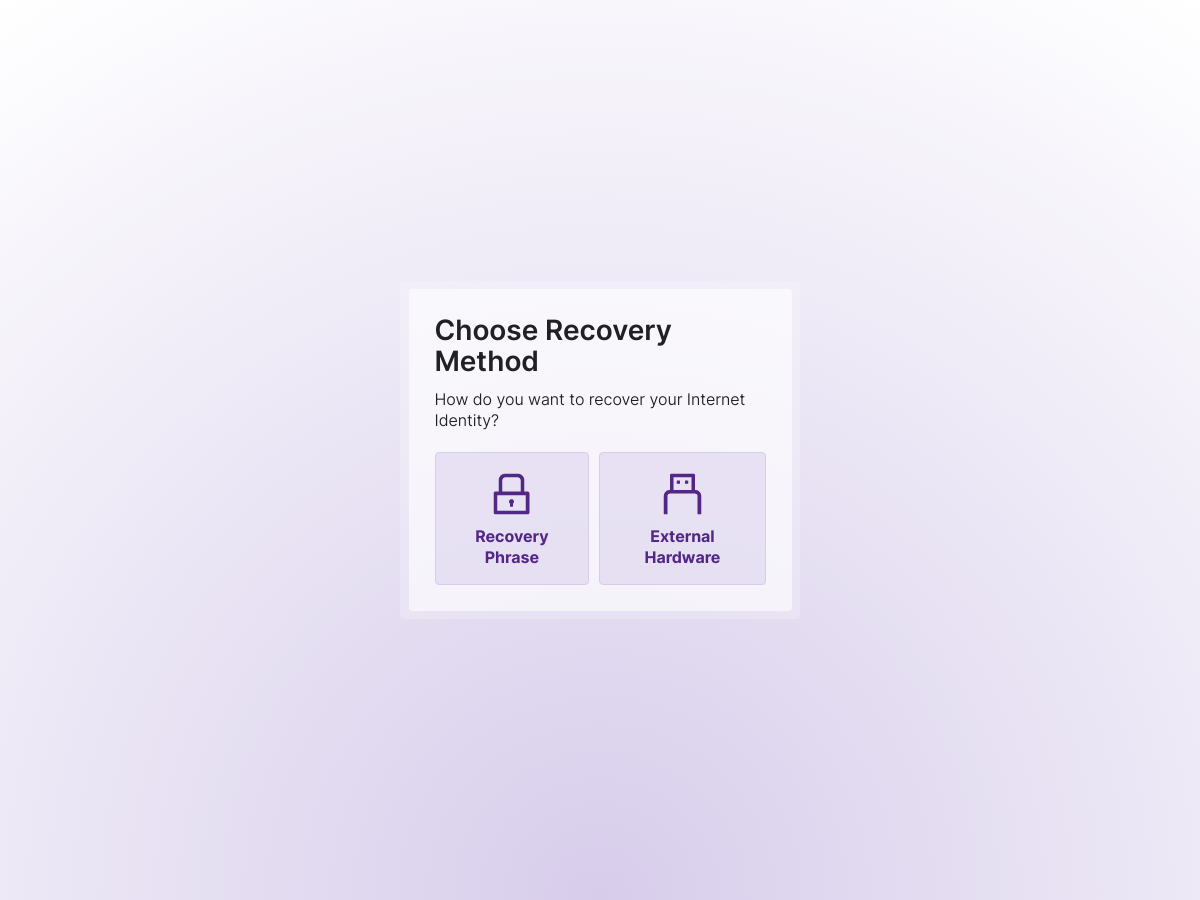 Choose Recovery
Method
How do you want to recover your Internet
Identity?
Recovery
Phrase
External
Hardware